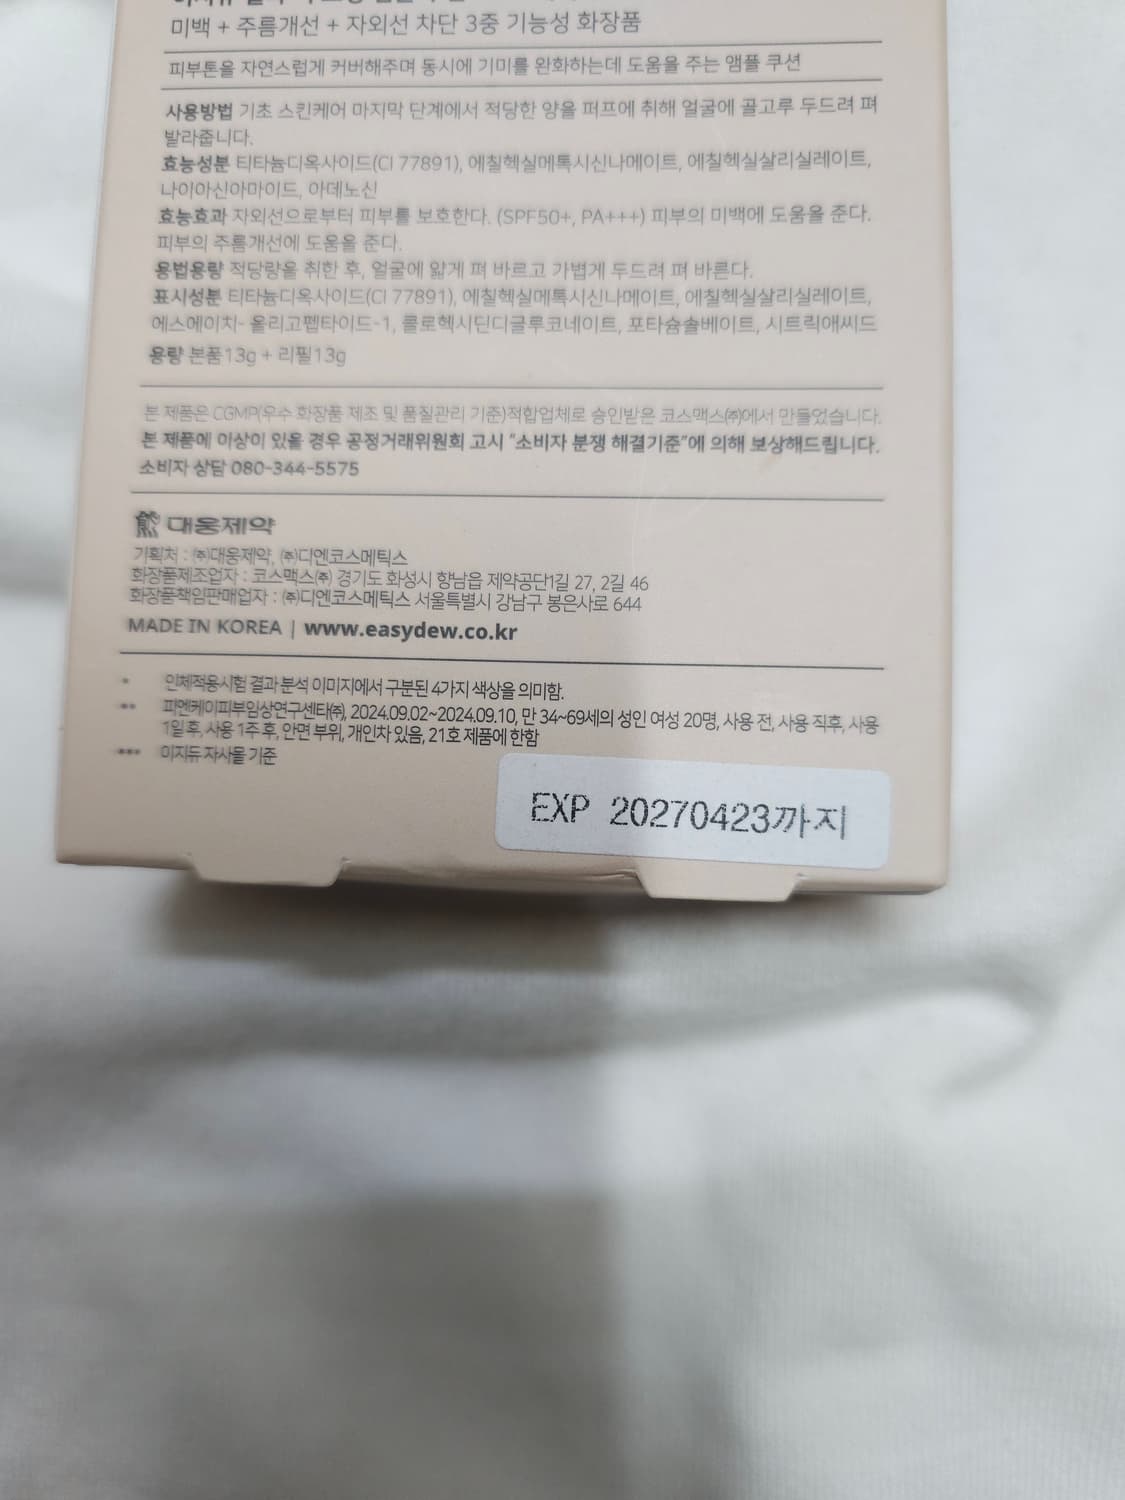 미백 + 주름개선 + 자외선 차단 3중 기능성 화장품
피부톤을 자연스럽게 커버해주며 동시에 기미를 완화하는데 도움을 주는 앰플 쿠션
사용방법 기초 스킨케어 마지막 단계에서 적당한 양을 퍼프에 취해 얼굴에 골고루 두드려 펴
발라줍니다.
효능성분 티타늄디옥사이드(CI 77891), 에칠헥실메톡시신나메이트, 에칠헥실살리실레이트,
나이아신아마이드, 아데노신
효능효과 자외선으로부터 피부를 보호한다. (SPF50+, PA+++) 피부의 미백에 도움을 준다.
피부의 주름개선에 도움을 준다.
용법용량 적당량을 취한 후, 얼굴에 얇게 펴 바르고 가볍게 두드려 펴 바른다.
표시성분 티타늄디옥사이드(CI 77891), 에칠헥실메톡시신나메이트, 에칠헥실살리실레이트,
에스에이치- 올리고펩타이드-1, 클로헥시딘디글루코네이트, 포타슘솔베이트, 시트릭애씨드
용량 본품13g + 리필13g
본 제품은 CGMP(우수 화장품 제조 및 품질관리 기준)적합업체로 승인받은 코스맥스㈜에서 만들었습니다.
본 제품에 이상이 있을 경우 공정거래위원회 고시 "소비자 분쟁 해결기준"에 의해 보상해드립니다.
소비자 상담 080-344-5575
대웅제약
기획처 : ㈜대웅제약, ㈜디엔코스메틱스
화장품제조업자 : 코스맥스㈜ 경기도 화성시 향남읍 제약공단1길 27, 2길 46
화장품책임판매업자 : ㈜디엔코스메틱스 서울특별시 강남구 봉은사로 644
MADE IN KOREA | www.easydew.co.kr
* 인체적용시험 결과 분석 이미지에서 구분된 4가지 색상을 의미함.
** 피엔케이피부임상연구센타㈜, 2024.09.02~2024.09.10, 만 34~69세의 성인 여성 20명, 사용 전, 사용 직후, 사용
1일 후, 사용 1주 후, 안면 부위, 개인차 있음, 21호 제품에 한함
*** 이지듀 자사몰 기준
EXP 20270423까지